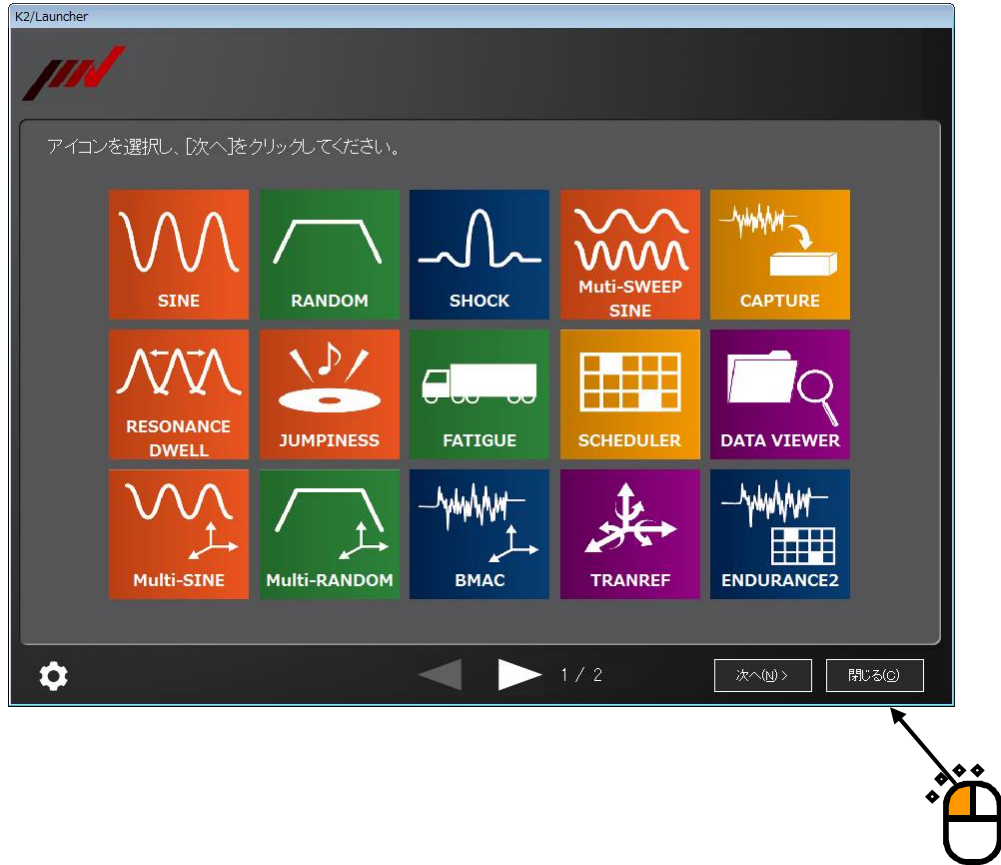 K2/Launcher
アイコンを選択し、[次へ]をクリックしてください。
SINE
RANDOM
SHOCK
Muti-SWEEP
SINE
CAPTURE
RESONANCE
DWELL
JUMPINESS
FATIGUE
SCHEDULER
DATA VIEWER
Multi-SINE
Multi-RANDOM
BMAC
TRANREF
ENDURANCE2
1 / 2
次へ(N) >
閉じる(C)